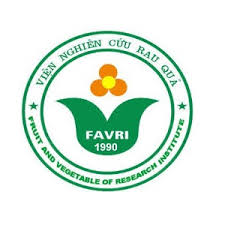 VIỆN NGHIÊN CỨU RAU QUẢ
FAVRI
1990
FRUIT AND VEGETABLE OF RESEARCH INSTITUTE